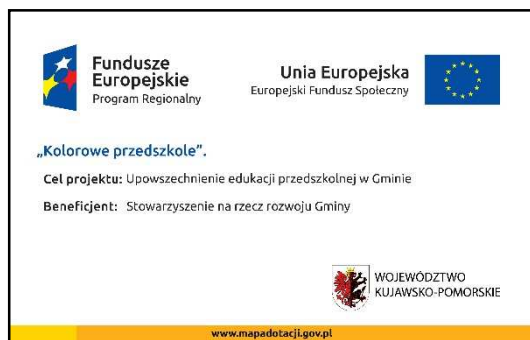 Fundusze
Europejskie
Program Regionalny
Unia Europejska
Europejski Fundusz Społeczny
„Kolorowe przedszkole”.
Cel projektu: Upowszechnienie edukacji przedszkolnej w Gminie
Beneficjent: Stowarzyszenie na rzecz rozwoju Gminy
WOJEWÓDZTWO
KUJAWSKO-POMORSKIE
www.mapadotacji.gov.pl